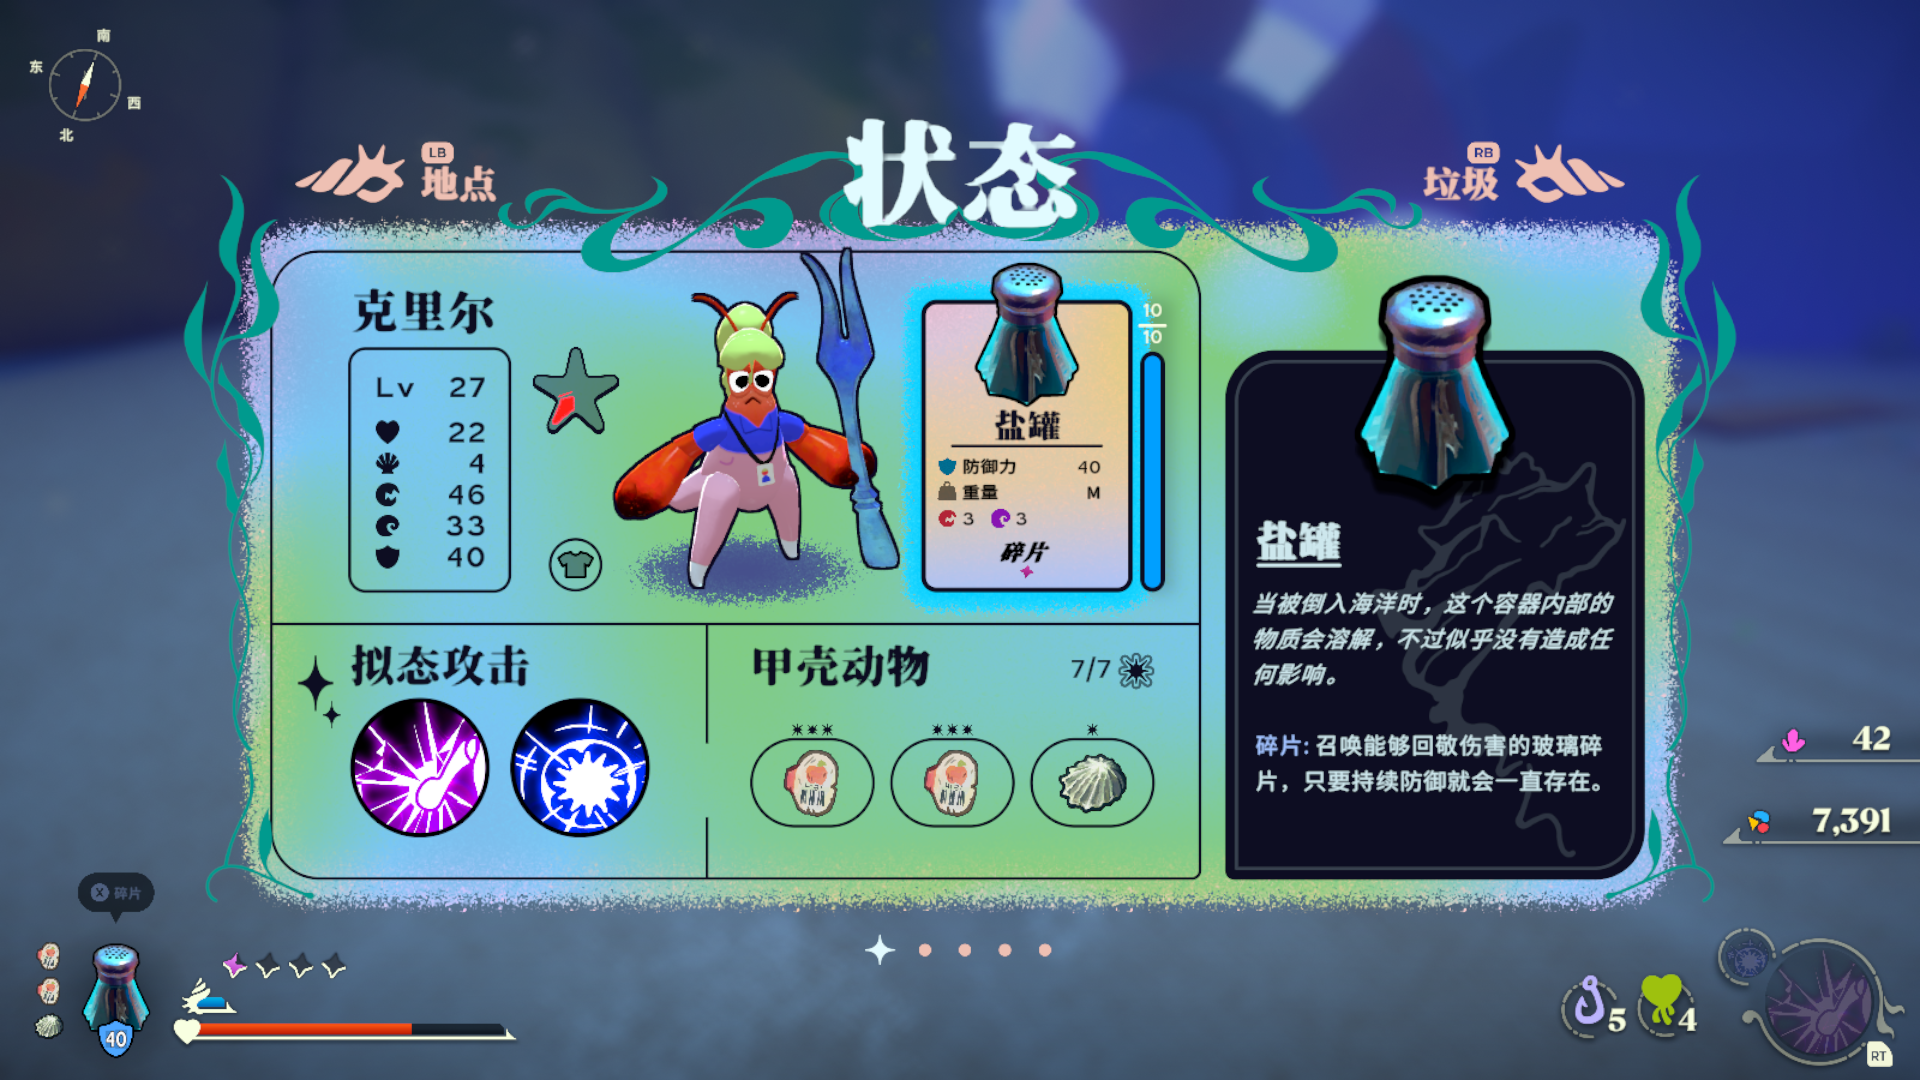 南
东
西
北
LB
地点
状态
RB
垃圾
克里尔
Lv 27
22
4
46
33
40
10
10
盐罐
防御力 40
重量 M
3 3
碎片
拟态攻击
甲壳动物 7/7
盐罐
当被倒入海洋时，这个容器内部的
物质会溶解，不过似乎没有造成任
何影响。
碎片: 召唤能够回敬伤害的玻璃碎
片，只要持续防御就会一直存在。
42
7,391
X 碎片
40
5
4
RT